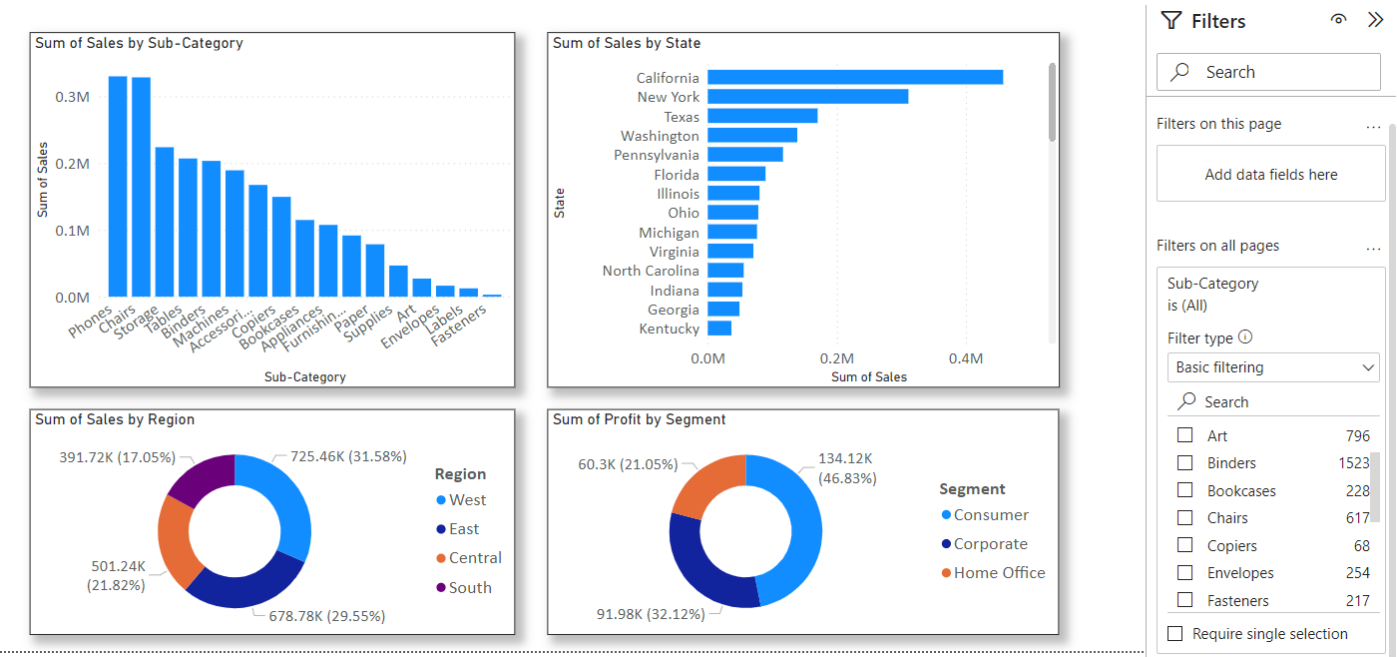 Sum of Sales by Sub-Category
0.3M
0.2M
0.1M
0.0M
Sum of Sales
Phones
Chairs
Storage
Tables
Binders
Machines
Accessori...
Copiers
Bookcases
Appliances
Furnishin...
Paper
Supplies
Art
Envelopes
Labels
Fasteners
Sub-Category
Sum of Sales by State
State
California
New York
Texas
Washington
Pennsylvania
Florida
Illinois
Ohio
Michigan
Virginia
North Carolina
Indiana
Georgia
Kentucky
0.0M 0.2M 0.4M
Sum of Sales
Sum of Sales by Region
391.72K (17.05%)
725.46K (31.58%)
501.24K
(21.82%)
678.78K (29.55%)
Region
West
East
Central
South
Sum of Profit by Segment
60.3K (21.05%)
134.12K
(46.83%)
91.98K (32.12%)
Segment
Consumer
Corporate
Home Office
Filters
Search
Filters on this page ...
Add data fields here
Filters on all pages ...
Sub-Category
is (All)
Filter type
Basic filtering
Search
Art 796
Binders 1523
Bookcases 228
Chairs 617
Copiers 68
Envelopes 254
Fasteners 217
Require single selection